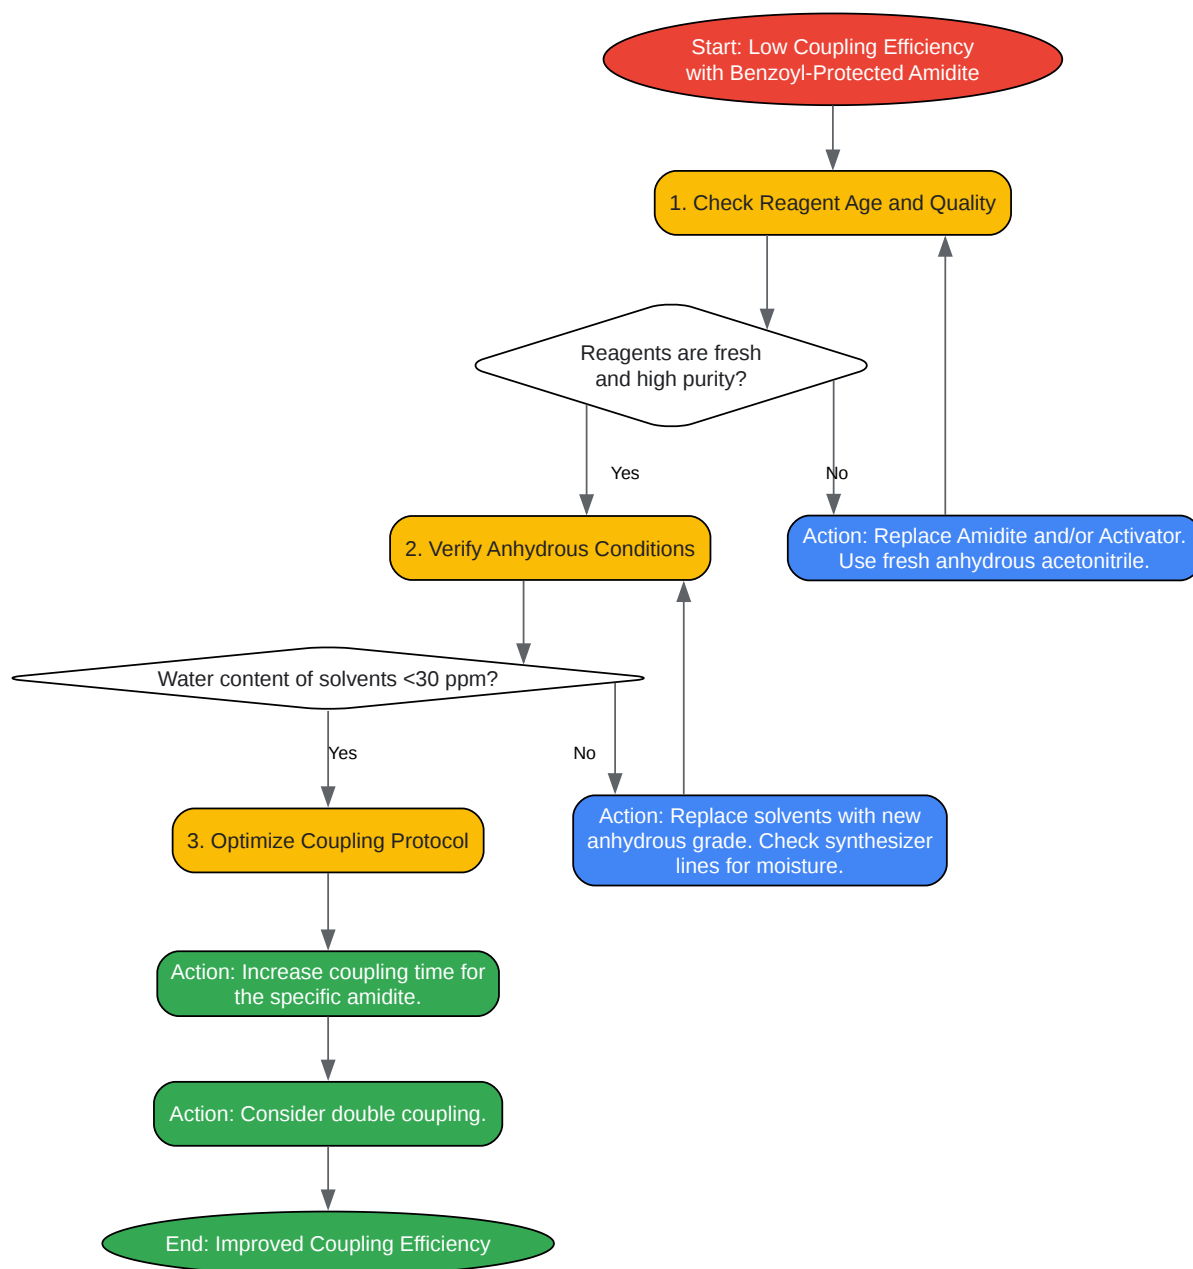 Start: Low Coupling Efficiency
with Benzoyl-Protected Amidite
1. Check Reagent Age and Quality
Reagents are fresh
and high purity?
Yes
No
2. Verify Anhydrous Conditions
Action: Replace Amidite and/or Activator.
Use fresh anhydrous acetonitrile.
Water content of solvents <30 ppm?
Yes
No
3. Optimize Coupling Protocol
Action: Replace solvents with new
anhydrous grade. Check synthesizer
lines for moisture.
Action: Increase coupling time for
the specific amidite.
Action: Consider double coupling.
End: Improved Coupling Efficiency